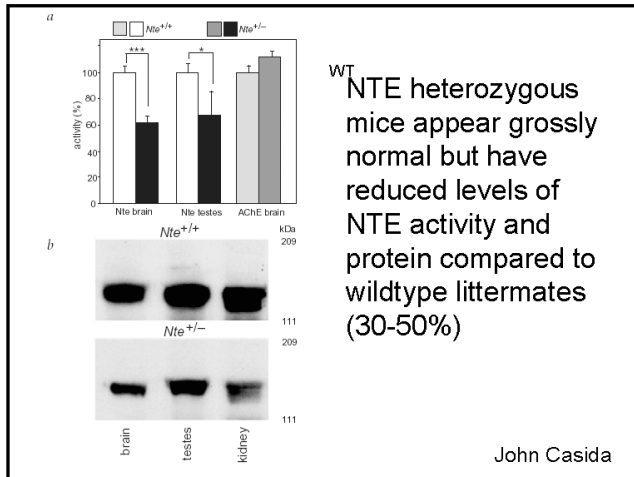 a
Nte+/+
Nte+/–
***
*
activity (%)
100
80
60
40
20
0
Nte brain
Nte testes
AChE brain
b
Nte+/+
kDa
209
111
Nte+/–
209
111
brain
testes
kidney
WT
NTE heterozygous
mice appear grossly
normal but have
reduced levels of
NTE activity and
protein compared to
wildtype littermates
(30-50%)
John Casida